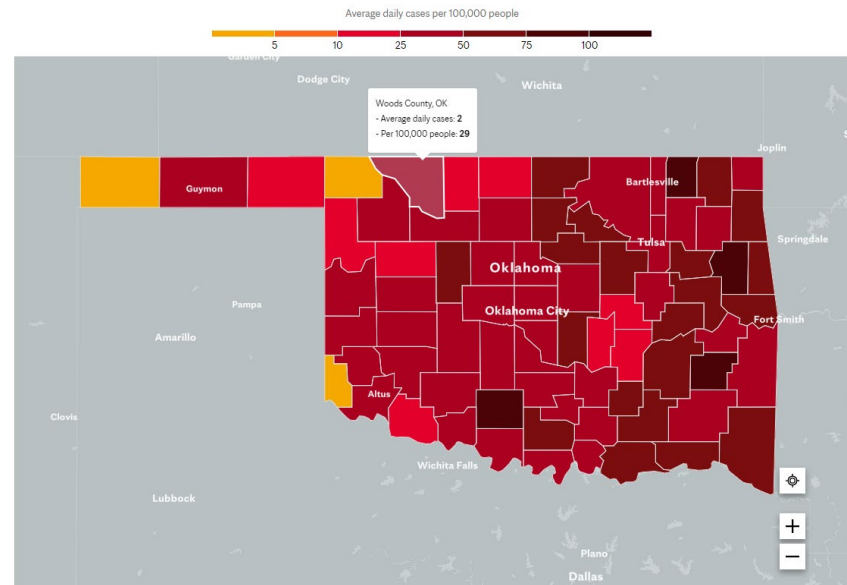 Average daily cases per 100,000 people
5 10 25 50 75 100
Garden City
Dodge City
Wichita
Woods County, OK
- Average daily cases: 2
- Per 100,000 people: 29
Joplin
Guymon
Bartlesville
Tulsa
Springdale
Oklahoma
Pampa
Oklahoma City
Fort Smith
Amarillo
Altus
Clovis
Wichita Falls
Lubbock
+
Plano
−
Dallas